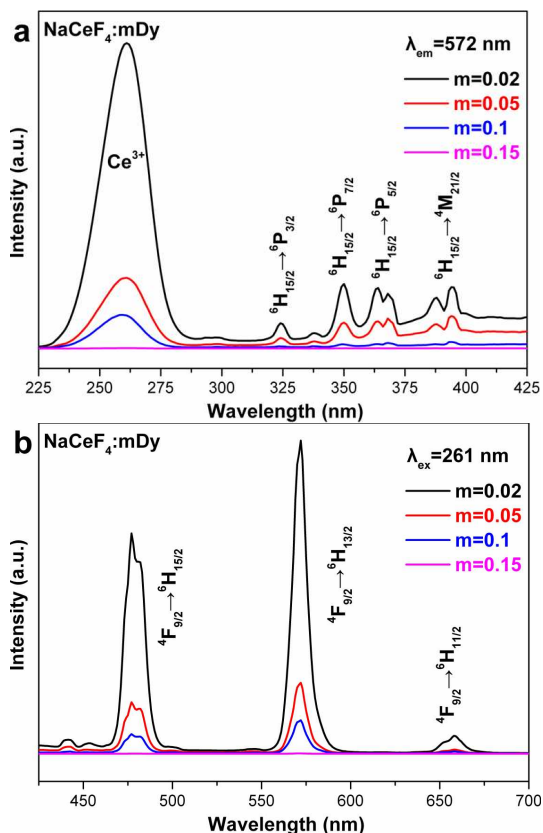 a
NaCeF₄:mDy
λem=572 nm
m=0.02
m=0.05
m=0.1
m=0.15
Ce³⁺
⁶H₁₅/₂→⁶P₃/₂
⁶H₁₅/₂→⁶P₇/₂
⁶H₁₅/₂→⁶P₅/₂
⁶H₁₅/₂→⁴M₂₁/₂
Intensity (a.u.)
225 250 275 300 325 350 375 400 425
Wavelength (nm)
b
NaCeF₄:mDy
λex=261 nm
m=0.02
m=0.05
m=0.1
m=0.15
⁴F₉/₂→⁶H₁₅/₂
⁴F₉/₂→⁶H₁₃/₂
⁴F₉/₂→⁶H₁₁/₂
Intensity (a.u.)
450 500 550 600 650 700
Wavelength (nm)